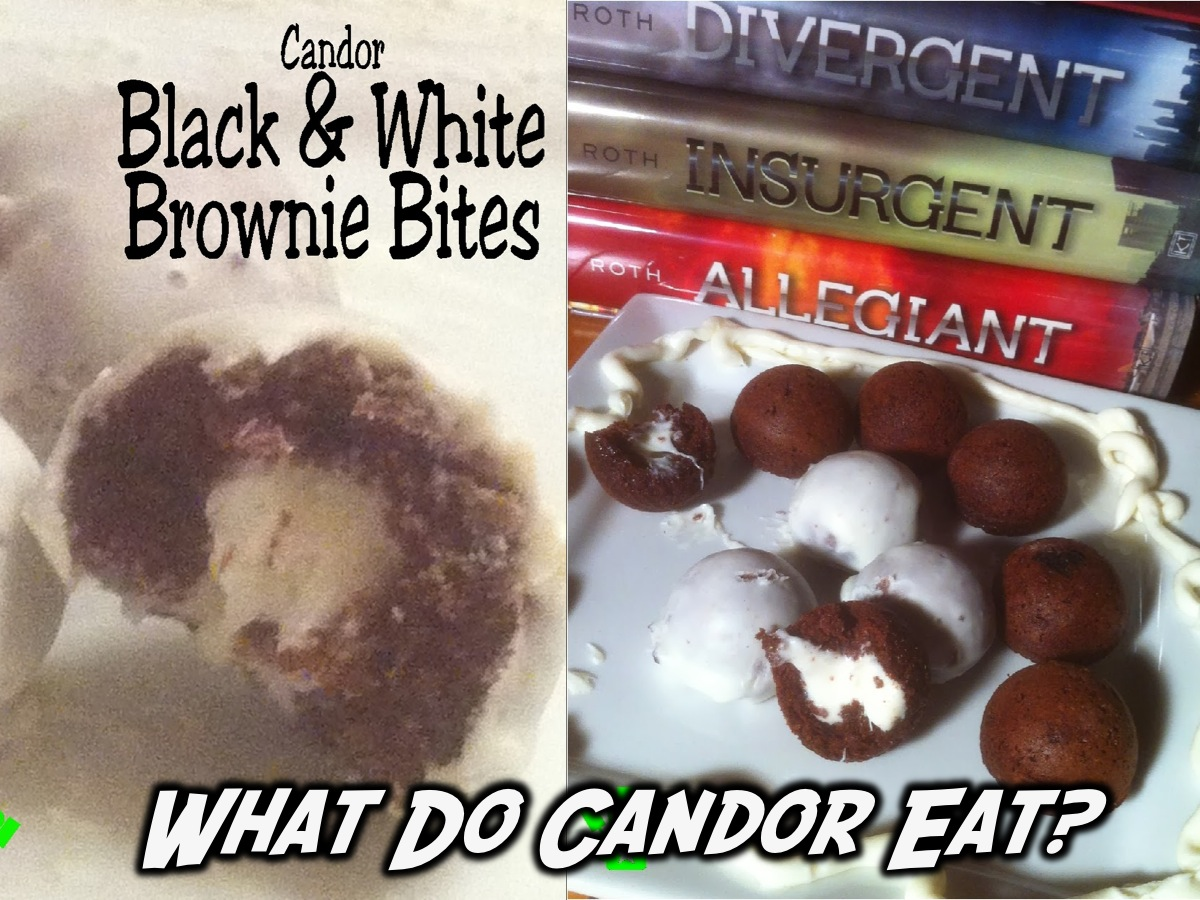 Candor
Black & White
Brownie Bites
ROTH DIVERGENT
ROTH INSURGENT
ROTH ALLEGIANT
WHAT DO CANDOR EAT?